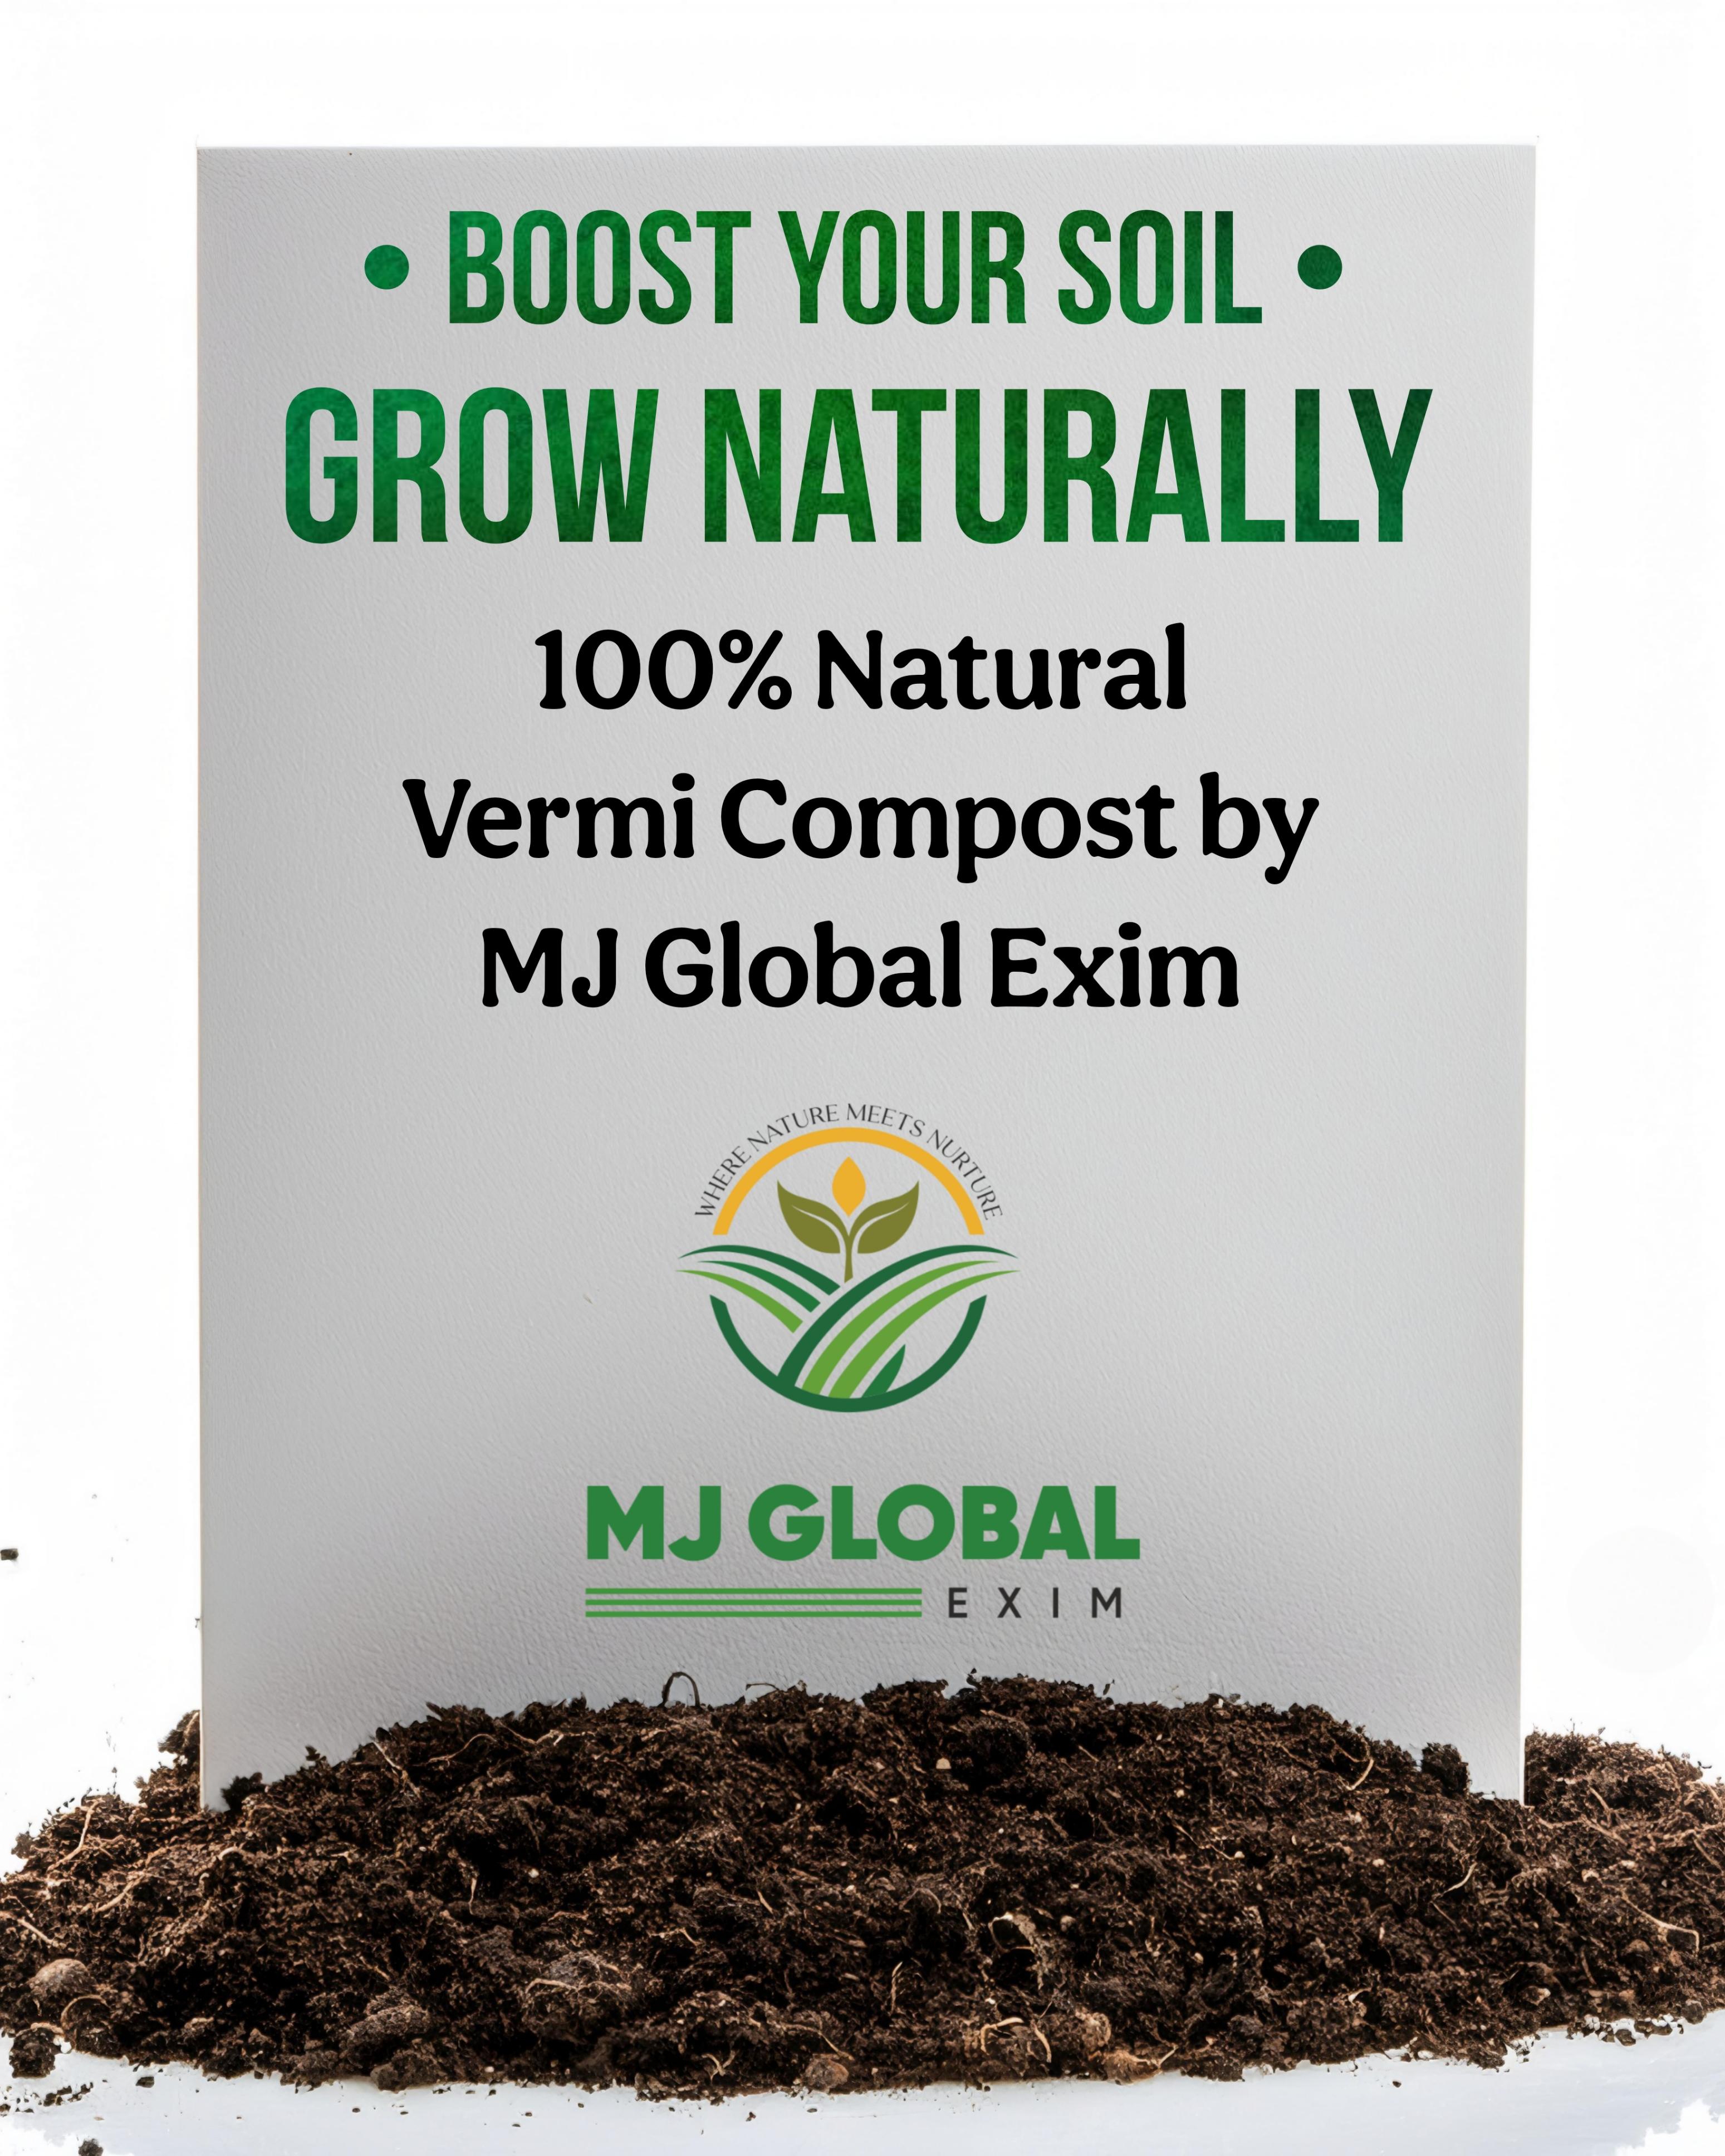 • BOOST YOUR SOIL •
GROW NATURALLY
100% Natural
Vermi Compost by
MJ Global Exim
WHERE NATURE MEETS NURTURE
MJ GLOBAL
EXIM